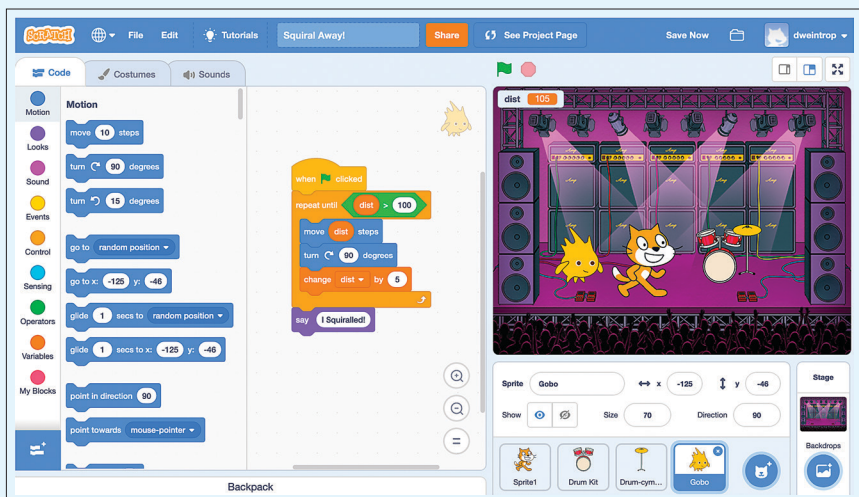 SCRATCH File Edit Tutorials Squiral Away! Share See Project Page Save Now dweintrop
Code Costumes Sounds
Motion
Looks
Sound
Events
Control
Sensing
Operators
Variables
My Blocks
Motion
move 10 steps
turn 90 degrees
turn 15 degrees
go to random position
go to x: -125 y: -46
glide 1 secs to random position
glide 1 secs to x: -125 y: -46
point in direction 90
point towards mouse-pointer
when clicked
repeat until dist > 100
move dist steps
turn 90 degrees
change dist by 5
say I Squiralled!
Backpack
dist 105
Sprite Gobo x -125 y -46
Show Size 70 Direction 90
Sprite1 Drum Kit Drum-cym... Gobo
Stage
Backdrops